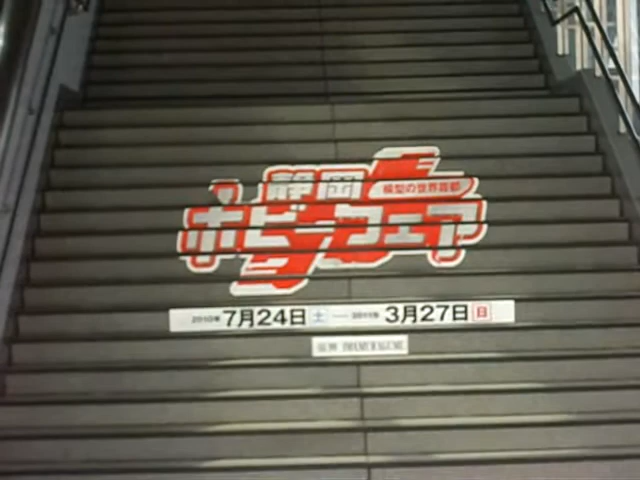 静岡
模型の世界首都
ホビーフェア
2010年 7月24日 土 — 2011年 3月27日 日